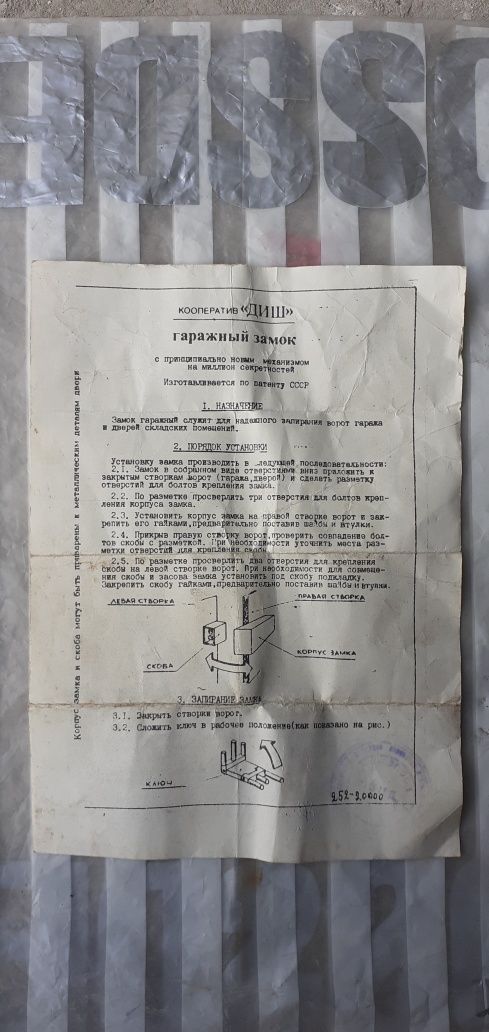 КООПЕРАТИВ «ДИШ»
гаражный замок
с принципиально новым механизмом
на миллион секретностей
Изготавливается по патенту СССР
I. НАЗНАЧЕНИЕ
Замок гаражный служит для надежного запирания ворот гаража
и дверей складских помещений.
2. ПОРЯДОК УСТАНОВКИ
Установку замка производить в следующей последовательности:
2.1. Замок в собранном виде отверстиями вниз приложить к
закрытым створкам ворот (гаража,дверей) и сделать разметку
отверстий для болтов крепления замка.
2.2. По разметке просверлить три отверстия для болтов креп-
ления корпуса замка.
2.3. Установить корпус замка на правой створке ворот и зак-
репить его гайками,предварительно поставив шайбы и втулки.
2.4. Прикрыв правую створку ворот,проверить совпадение бол-
тов скобы с разметкой. При необходимости уточнить места раз-
метки отверстий для крепления скобы.
2.5. По разметке просверлить два отверстия для крепления
скобы на левой створке ворот. При необходимости для совмеще-
ния скобы и засова замка установить под скобу подкладку.
Закрепить скобу гайками,предварительно поставив шайбы и втулки.
ЛЕВАЯ СТВОРКА
ПРАВАЯ СТВОРКА
СКОБА
КОРПУС ЗАМКА
3. ЗАПИРАНИЕ ЗАМКА
3.1. Закрыть створки ворот.
3.2. Сложить ключ в рабочее положение(как показано на рис.)
КЛЮЧ
252-20000
Корпус замка и скоба могут быть приварены к металлическим деталям двери